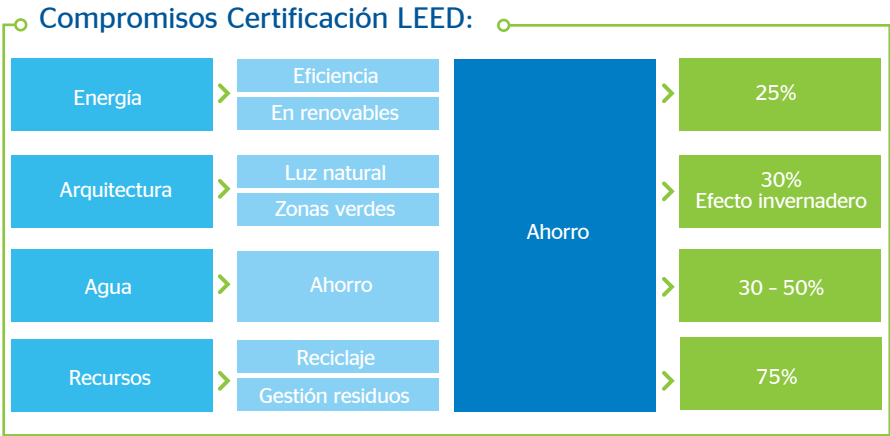 Compromisos Certificación LEED:
Energía
Eficiencia
En renovables
25%
Arquitectura
Luz natural
Zonas verdes
Ahorro
30%
Efecto invernadero
Agua
Ahorro
30 – 50%
Recursos
Reciclaje
Gestión residuos
75%